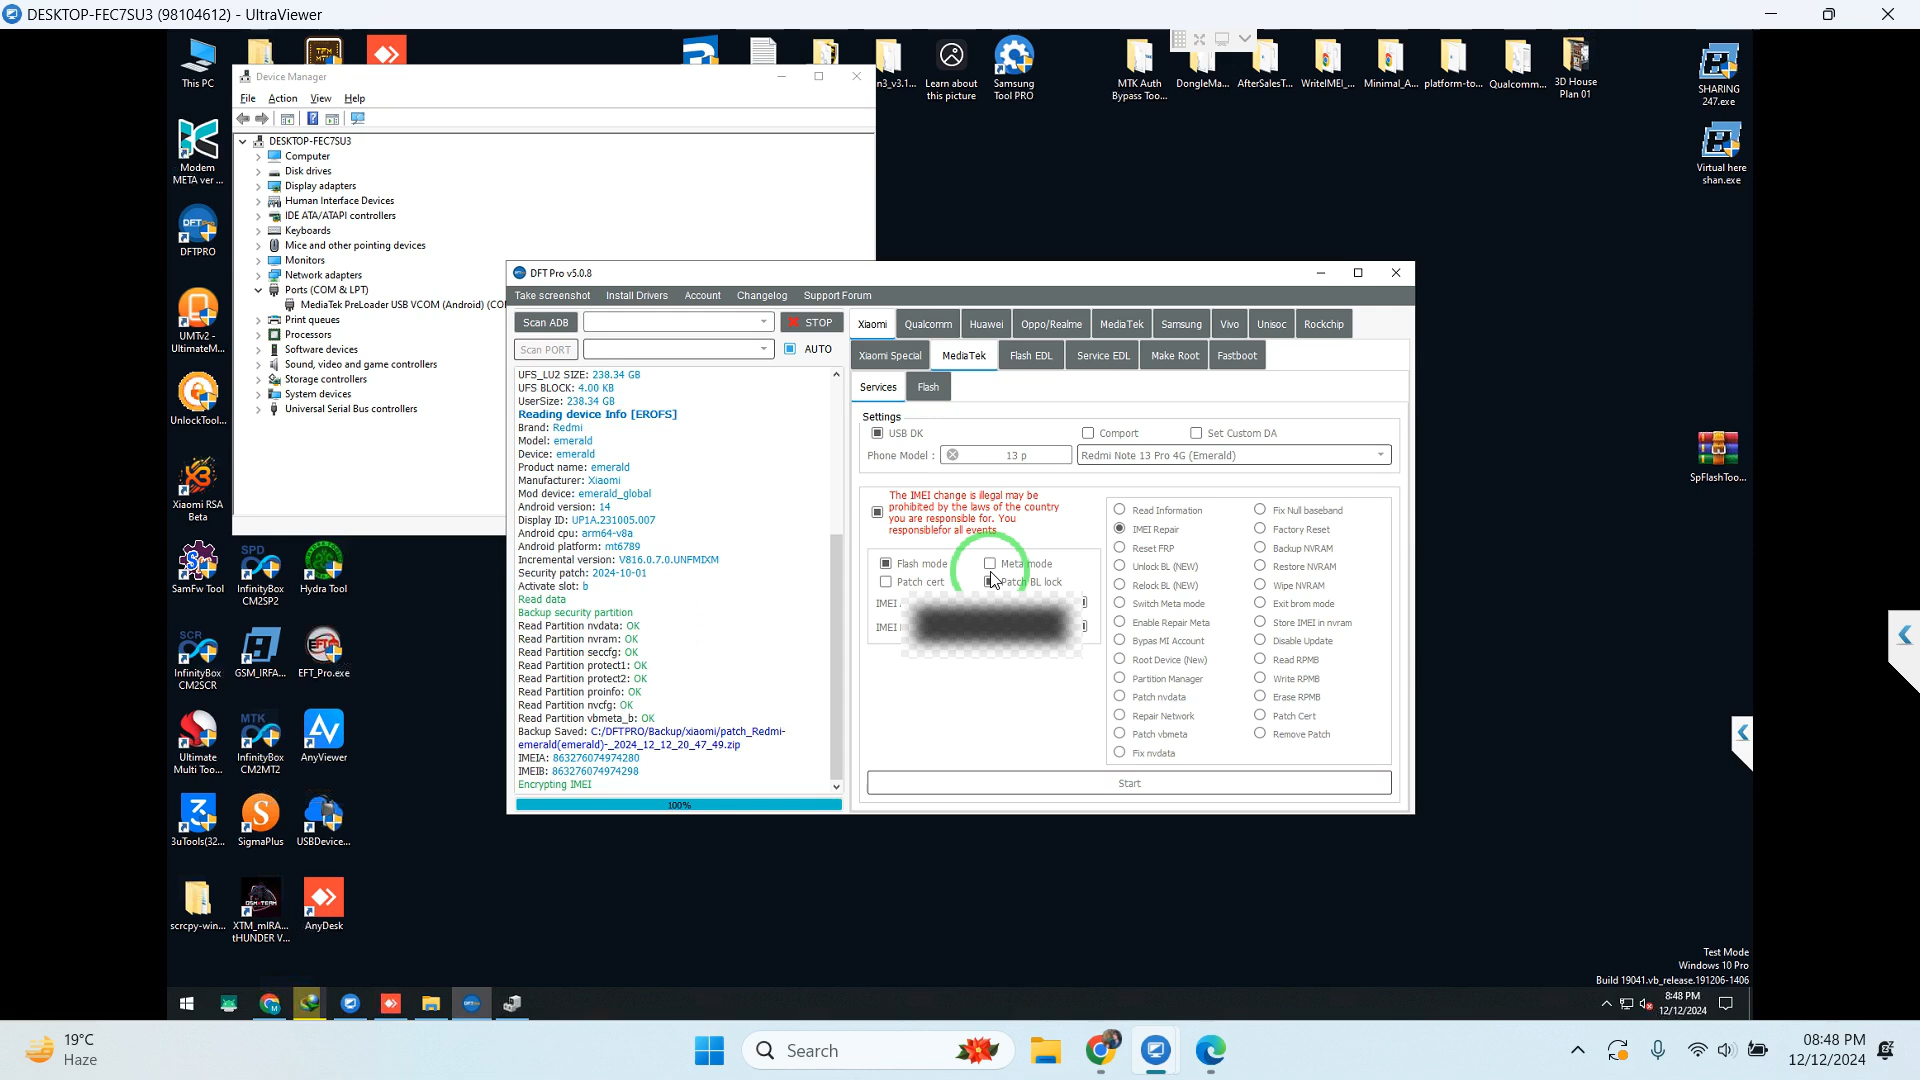 DESKTOP-FEC7SU3 (98104612) - UltraViewer
This PC
Learn about
this picture
Samsung
Tool PRO
MTK Auth
Bypass Too...
DongleMa...
AfterSalesT...
WriteIMEI_...
Minimal_A...
platform-to...
Qualcomm...
3D House
Plan 01
SHARING
247.exe
Virtual here
shan.exe
SpFlashToo...
Modem
META ver ...
DFTPRO
UMTv2 -
UltimateM...
UnlockTool...
Xiaomi RSA
Beta
SamFw Tool
InfinityBox
CM2SP2
Hydra Tool
InfinityBox
CM2SCR
GSM_IRFA...
EFT_Pro.exe
Ultimate
Multi Too...
InfinityBox
CM2MT2
AnyViewer
3uTools(32...
SigmaPlus
USBDevice...
scrcpy-win...
XTM_mIRA...
tHUNDER V...
AnyDesk
Device Manager
File Action View Help
DESKTOP-FEC7SU3
Computer
Disk drives
Display adapters
Human Interface Devices
IDE ATA/ATAPI controllers
Keyboards
Mice and other pointing devices
Monitors
Network adapters
Ports (COM & LPT)
MediaTek PreLoader USB VCOM (Android) (CO
Print queues
Processors
Software devices
Sound, video and game controllers
Storage controllers
System devices
Universal Serial Bus controllers
DFT Pro v5.0.8
Take screenshot Install Drivers Account Changelog Support Forum
Scan ADB STOP
Scan PORT AUTO
UFS_LU2 SIZE: 238.34 GB
UFS BLOCK: 4.00 KB
UserSize: 238.34 GB
Reading device Info [EROFS]
Brand: Redmi
Model: emerald
Device: emerald
Product name: emerald
Manufacturer: Xiaomi
Mod device: emerald_global
Android version: 14
Display ID: UP1A.231005.007
Android cpu: arm64-v8a
Android platform: mt6789
Incremental version: V816.0.7.0.UNFMIXM
Security patch: 2024-10-01
Activate slot: b
Read data
Backup security partition
Read Partition nvdata: OK
Read Partition nvram: OK
Read Partition seccfg: OK
Read Partition protect1: OK
Read Partition protect2: OK
Read Partition proinfo: OK
Read Partition nvcfg: OK
Read Partition vbmeta_b: OK
Backup Saved: C:/DFTPRO/Backup/xiaomi/patch_Redmi-
emerald(emerald)-_2024_12_12_20_47_49.zip
IMEIA: 863276074974280
IMEIB: 863276074974298
Encrypting IMEI
100%
Xiaomi Qualcomm Huawei Oppo/Realme MediaTek Samsung Vivo Unisoc Rockchip
Xiaomi Special MediaTek Flash EDL Service EDL Make Root Fastboot
Services Flash
Settings
USB DK Comport Set Custom DA
Phone Model : 13 p Redmi Note 13 Pro 4G (Emerald)
The IMEI change is illegal may be
prohibited by the laws of the country
you are responsible for. You
responsiblefor all events
Flash mode Meta mode
Patch cert Patch BL lock
IMEI
IMEI
Read Information Fix Null baseband
IMEI Repair Factory Reset
Reset FRP Backup NVRAM
Unlock BL (NEW) Restore NVRAM
Relock BL (NEW) Wipe NVRAM
Switch Meta mode Exit brom mode
Enable Repair Meta Store IMEI in nvram
Bypas MI Account Disable Update
Root Device (New) Read RPMB
Partition Manager Write RPMB
Patch nvdata Erase RPMB
Repair Network Patch Cert
Patch vbmeta Remove Patch
Fix nvdata
Start
Test Mode
Windows 10 Pro
Build 19041.vb_release.191206-1406
8:48 PM
12/12/2024
19°C
Haze
Search
08:48 PM
12/12/2024